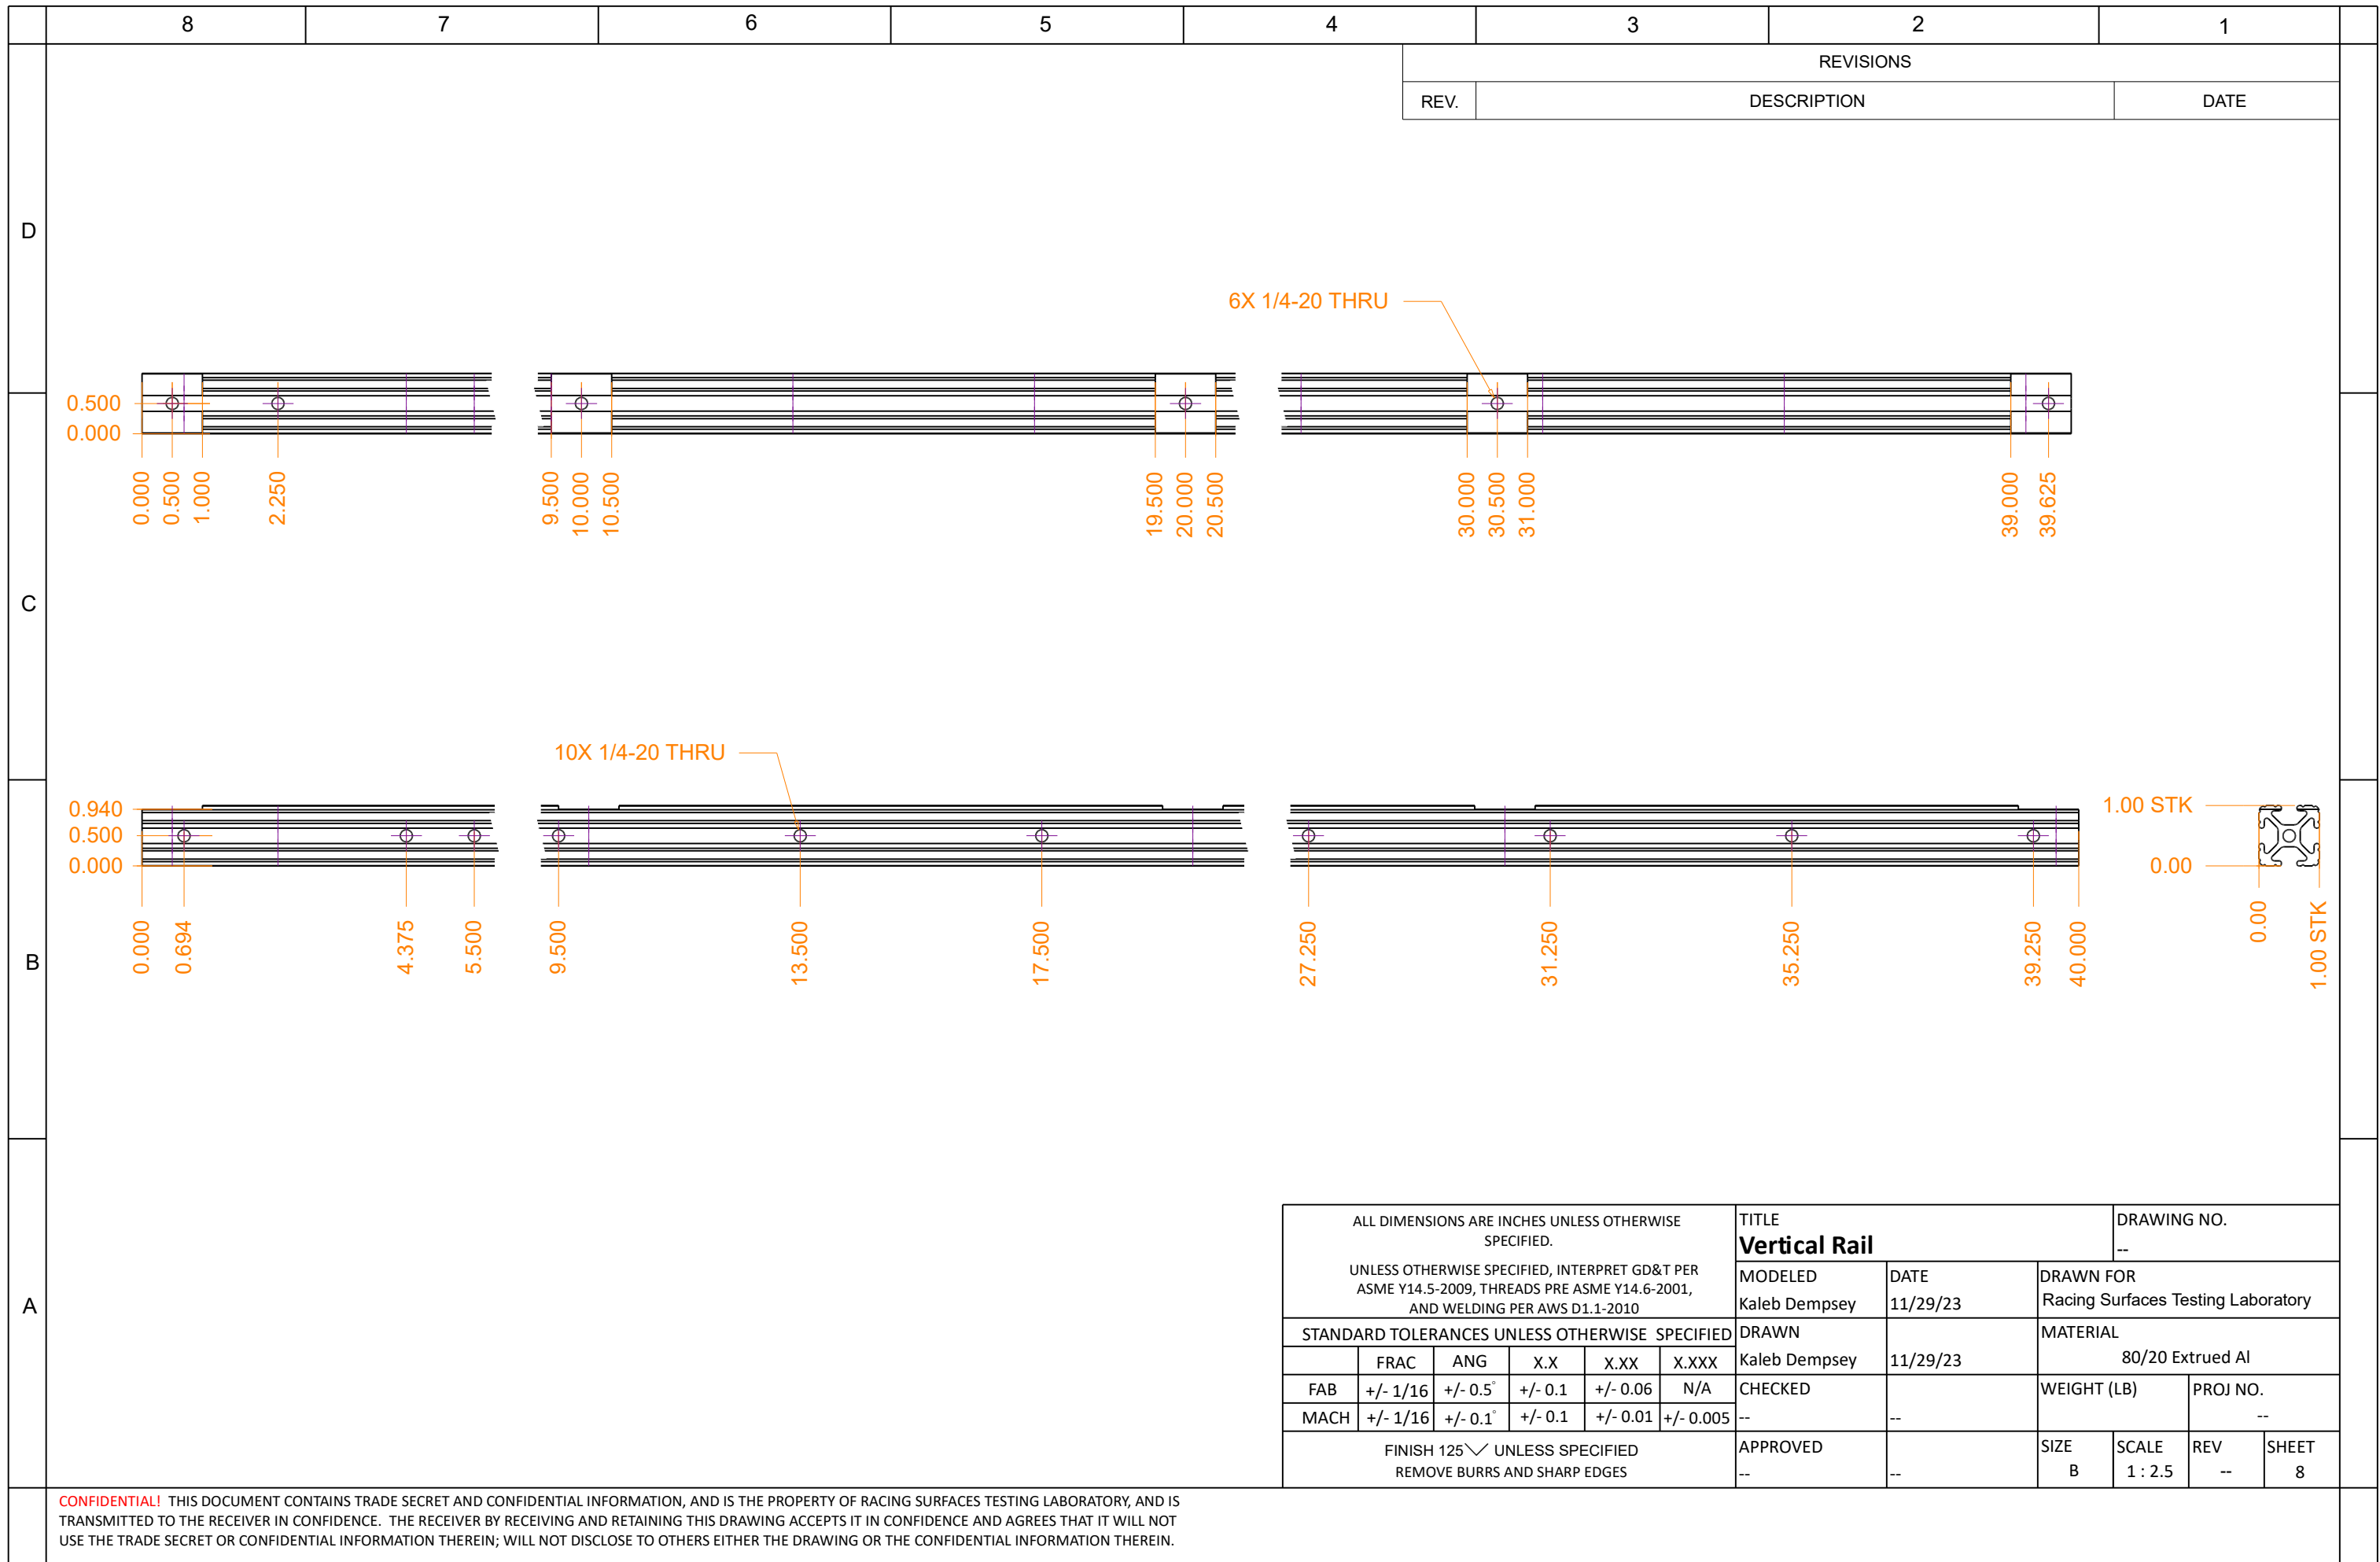 8 7 6 5 4 3 2 1
REVISIONS
REV. DESCRIPTION DATE
D
6X 1/4-20 THRU
0.500
0.000
0.000 0.500 1.000 2.250 9.500 10.000 10.500 19.500 20.000 20.500 30.000 30.500 31.000 39.000 39.625
C
10X 1/4-20 THRU
0.940
0.500
0.000
1.00 STK
0.00
0.000 0.694 4.375 5.500 9.500 13.500 17.500 27.250 31.250 35.250 39.250 40.000
0.00 1.00 STK
B
A
ALL DIMENSIONS ARE INCHES UNLESS OTHERWISE
SPECIFIED.
UNLESS OTHERWISE SPECIFIED, INTERPRET GD&T PER
ASME Y14.5-2009, THREADS PRE ASME Y14.6-2001,
AND WELDING PER AWS D1.1-2010
STANDARD TOLERANCES UNLESS OTHERWISE SPECIFIED
FRAC ANG X.X X.XX X.XXX
FAB +/- 1/16 +/- 0.5° +/- 0.1 +/- 0.06 N/A
MACH +/- 1/16 +/- 0.1° +/- 0.1 +/- 0.01 +/- 0.005
FINISH 125 UNLESS SPECIFIED
REMOVE BURRS AND SHARP EDGES
TITLE
Vertical Rail
DRAWING NO.
--
MODELED DATE
Kaleb Dempsey 11/29/23
DRAWN FOR
Racing Surfaces Testing Laboratory
DRAWN
Kaleb Dempsey 11/29/23
MATERIAL
80/20 Extrued Al
CHECKED
-- --
WEIGHT (LB)
PROJ NO.
--
APPROVED
-- --
SIZE SCALE REV SHEET
B 1 : 2.5 -- 8
CONFIDENTIAL! THIS DOCUMENT CONTAINS TRADE SECRET AND CONFIDENTIAL INFORMATION, AND IS THE PROPERTY OF RACING SURFACES TESTING LABORATORY, AND IS
TRANSMITTED TO THE RECEIVER IN CONFIDENCE. THE RECEIVER BY RECEIVING AND RETAINING THIS DRAWING ACCEPTS IT IN CONFIDENCE AND AGREES THAT IT WILL NOT
USE THE TRADE SECRET OR CONFIDENTIAL INFORMATION THEREIN; WILL NOT DISCLOSE TO OTHERS EITHER THE DRAWING OR THE CONFIDENTIAL INFORMATION THEREIN.